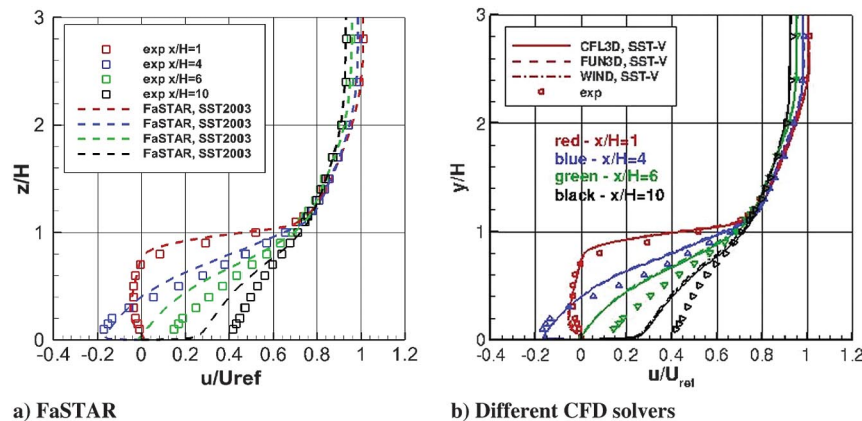 3
2
1
0
z/H
exp x/H=1
exp x/H=4
exp x/H=6
exp x/H=10
FaSTAR, SST2003
FaSTAR, SST2003
FaSTAR, SST2003
FaSTAR, SST2003
-0.4 -0.2 0 0.2 0.4 0.6 0.8 1 1.2
u/Uref
a) FaSTAR
3
2
1
0
y/H
CFL3D, SST-V
FUN3D, SST-V
WIND, SST-V
exp
red - x/H=1
blue - x/H=4
green - x/H=6
black - x/H=10
-0.4 -0.2 0 0.2 0.4 0.6 0.8 1 1.2
u/Uref
b) Different CFD solvers